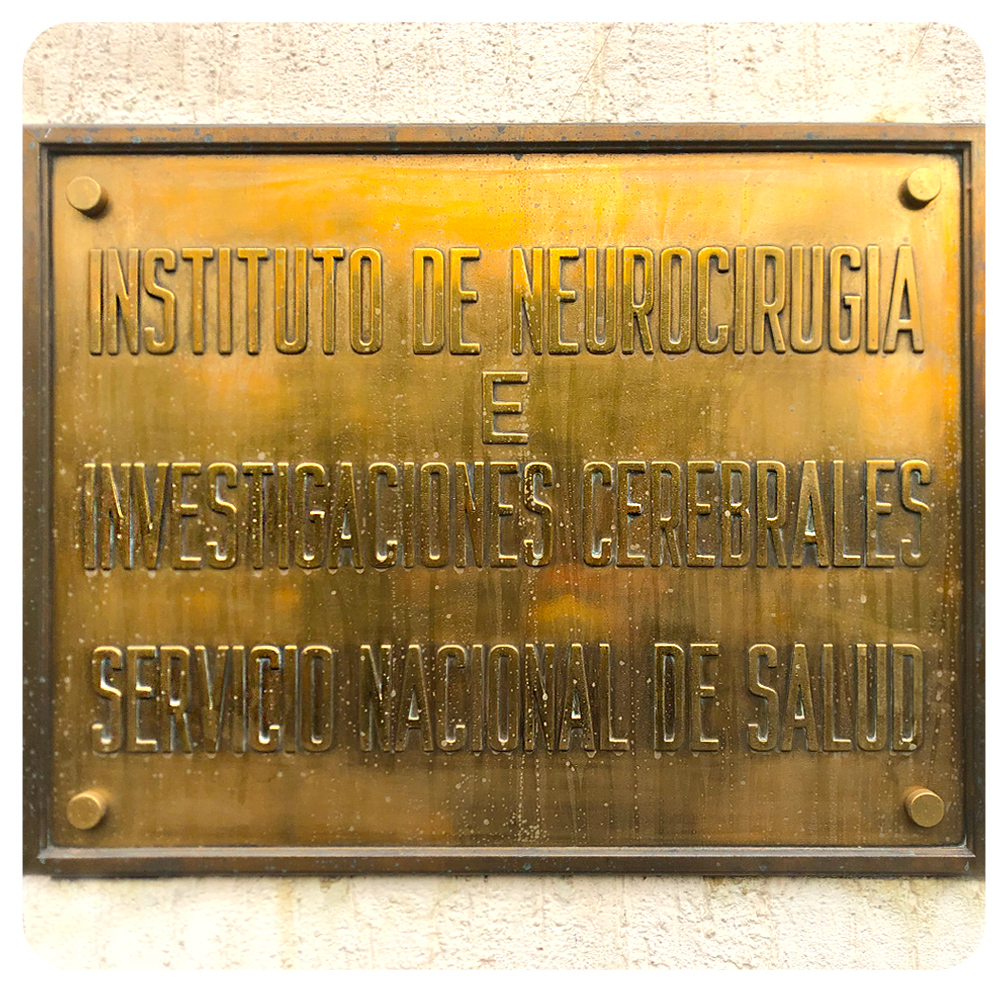 INSTITUTO DE NEUROCIRUGIA
E
INVESTIGACIONES CEREBRALES
SERVICIO NACIONAL DE SALUD